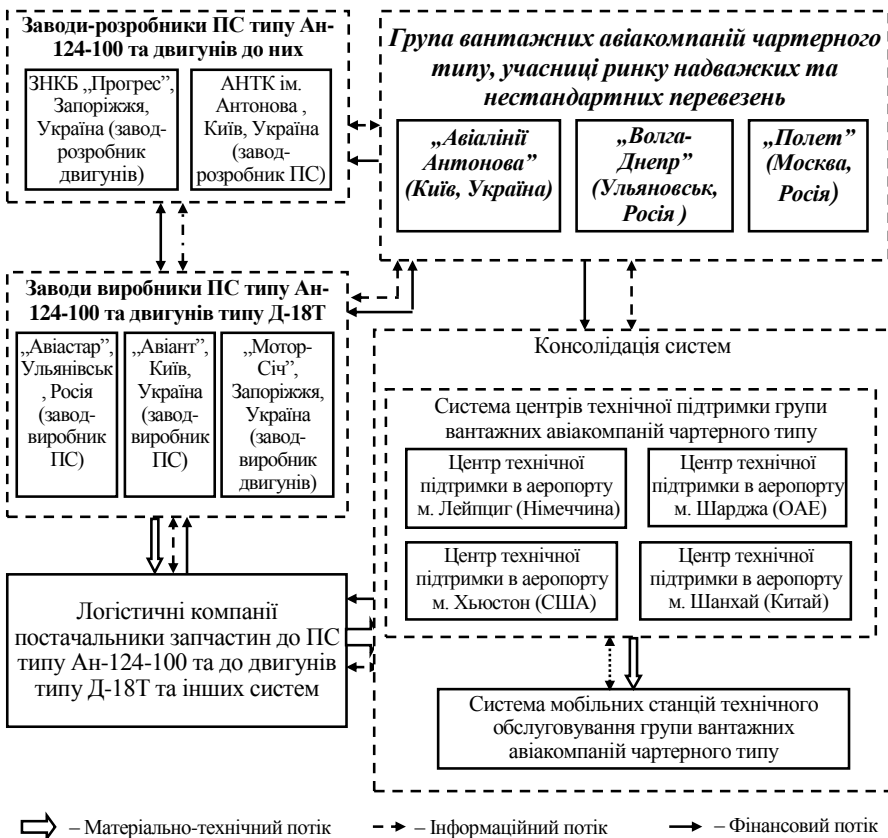 Заводи-розробники ПС типу Ан-
124-100 та двигунів до них
ЗНКБ „Прогрес”,
Запоріжжя,
Україна (завод-
розробник
двигунів)
АНТК ім.
Антонова ,
Київ, Україна
(завод-
розробник ПС)
Група вантажних авіакомпаній чартерного
типу, учасниці ринку надважких та
нестандартних перевезень
„Авіалінії
Антонова”
(Київ, Україна)
„Волга-
Днепр”
(Ульяновськ,
Росія )
„Полет”
(Москва,
Росія)
Заводи виробники ПС типу Ан-
124-100 та двигунів типу Д-18Т
„Авіастар”,
Ульянівськ
, Росія
(завод-
виробник
ПС)
„Авіант”,
Київ,
Україна
(завод-
виробник
ПС)
„Мотор-
Січ”,
Запоріжжя,
Україна
(завод-
виробник
двигунів)
Консолідація систем
Система центрів технічної підтримки групи
вантажних авіакомпаній чартерного типу
Центр технічної
підтримки в аеропорту
м. Лейпциг (Німеччина)
Центр технічної
підтримки в аеропорту
м. Шарджа (ОАЕ)
Центр технічної
підтримки в аеропорту
м. Хьюстон (США)
Центр технічної
підтримки в аеропорту
м. Шанхай (Китай)
Логістичні компанії
постачальники запчастин до ПС
типу Ан-124-100 та до двигунів
типу Д-18Т та інших систем
Система мобільних станцій технічного
обслуговування групи вантажних
авіакомпаній чартерного типу
– Матеріально-технічний потік – Інформаційний потік – Фінансовий потік